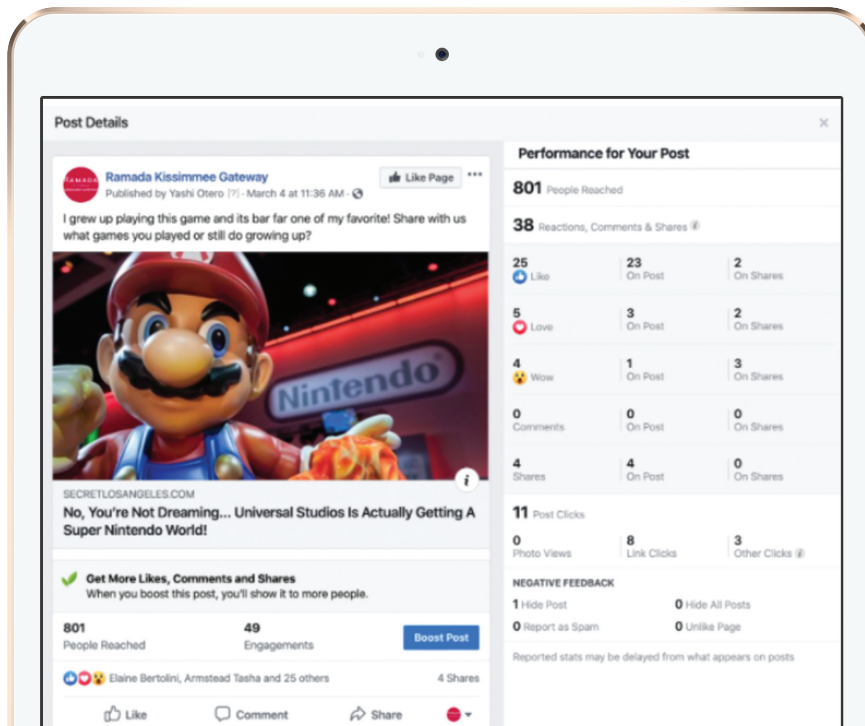 Post Details
×
RAMADA
Ramada Kissimmee Gateway
Published by Yashi Otero [?] · March 4 at 11:36 AM ·
Like Page
I grew up playing this game and its bar far one of my favorite! Share with us
what games you played or still do growing up?
Nintendo
SECRETLOSANGELES.COM
No, You're Not Dreaming... Universal Studios Is Actually Getting A
Super Nintendo World!
Get More Likes, Comments and Shares
When you boost this post, you'll show it to more people.
801
People Reached
49
Engagements
Boost Post
Elaine Bertolini, Armstead Tasha and 25 others
4 Shares
Like
Comment
Share
Performance for Your Post
801 People Reached
38 Reactions, Comments & Shares
25
Like
23
On Post
2
On Shares
5
Love
3
On Post
2
On Shares
4
Wow
1
On Post
3
On Shares
0
Comments
0
On Post
0
On Shares
4
Shares
4
On Post
0
On Shares
11 Post Clicks
0
Photo Views
8
Link Clicks
3
Other Clicks
NEGATIVE FEEDBACK
1 Hide Post
0 Hide All Posts
0 Report as Spam
0 Unlike Page
Reported stats may be delayed from what appears on posts